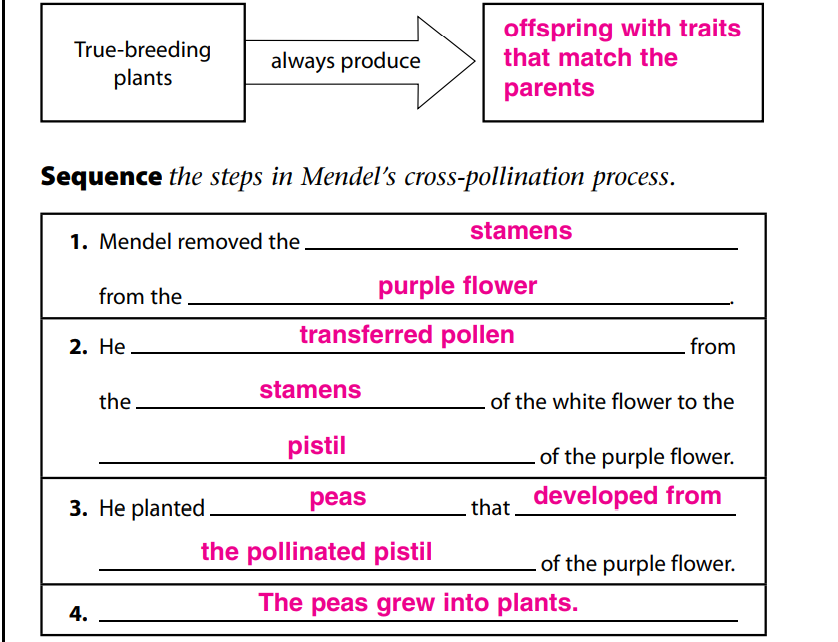 True-breeding
plants
always produce
offspring with traits
that match the
parents
Sequence the steps in Mendel’s cross-pollination process.
1. Mendel removed the stamens
from the purple flower.
2. He transferred pollen from
the stamens of the white flower to the
pistil of the purple flower.
3. He planted peas that developed from
the pollinated pistil of the purple flower.
4. The peas grew into plants.